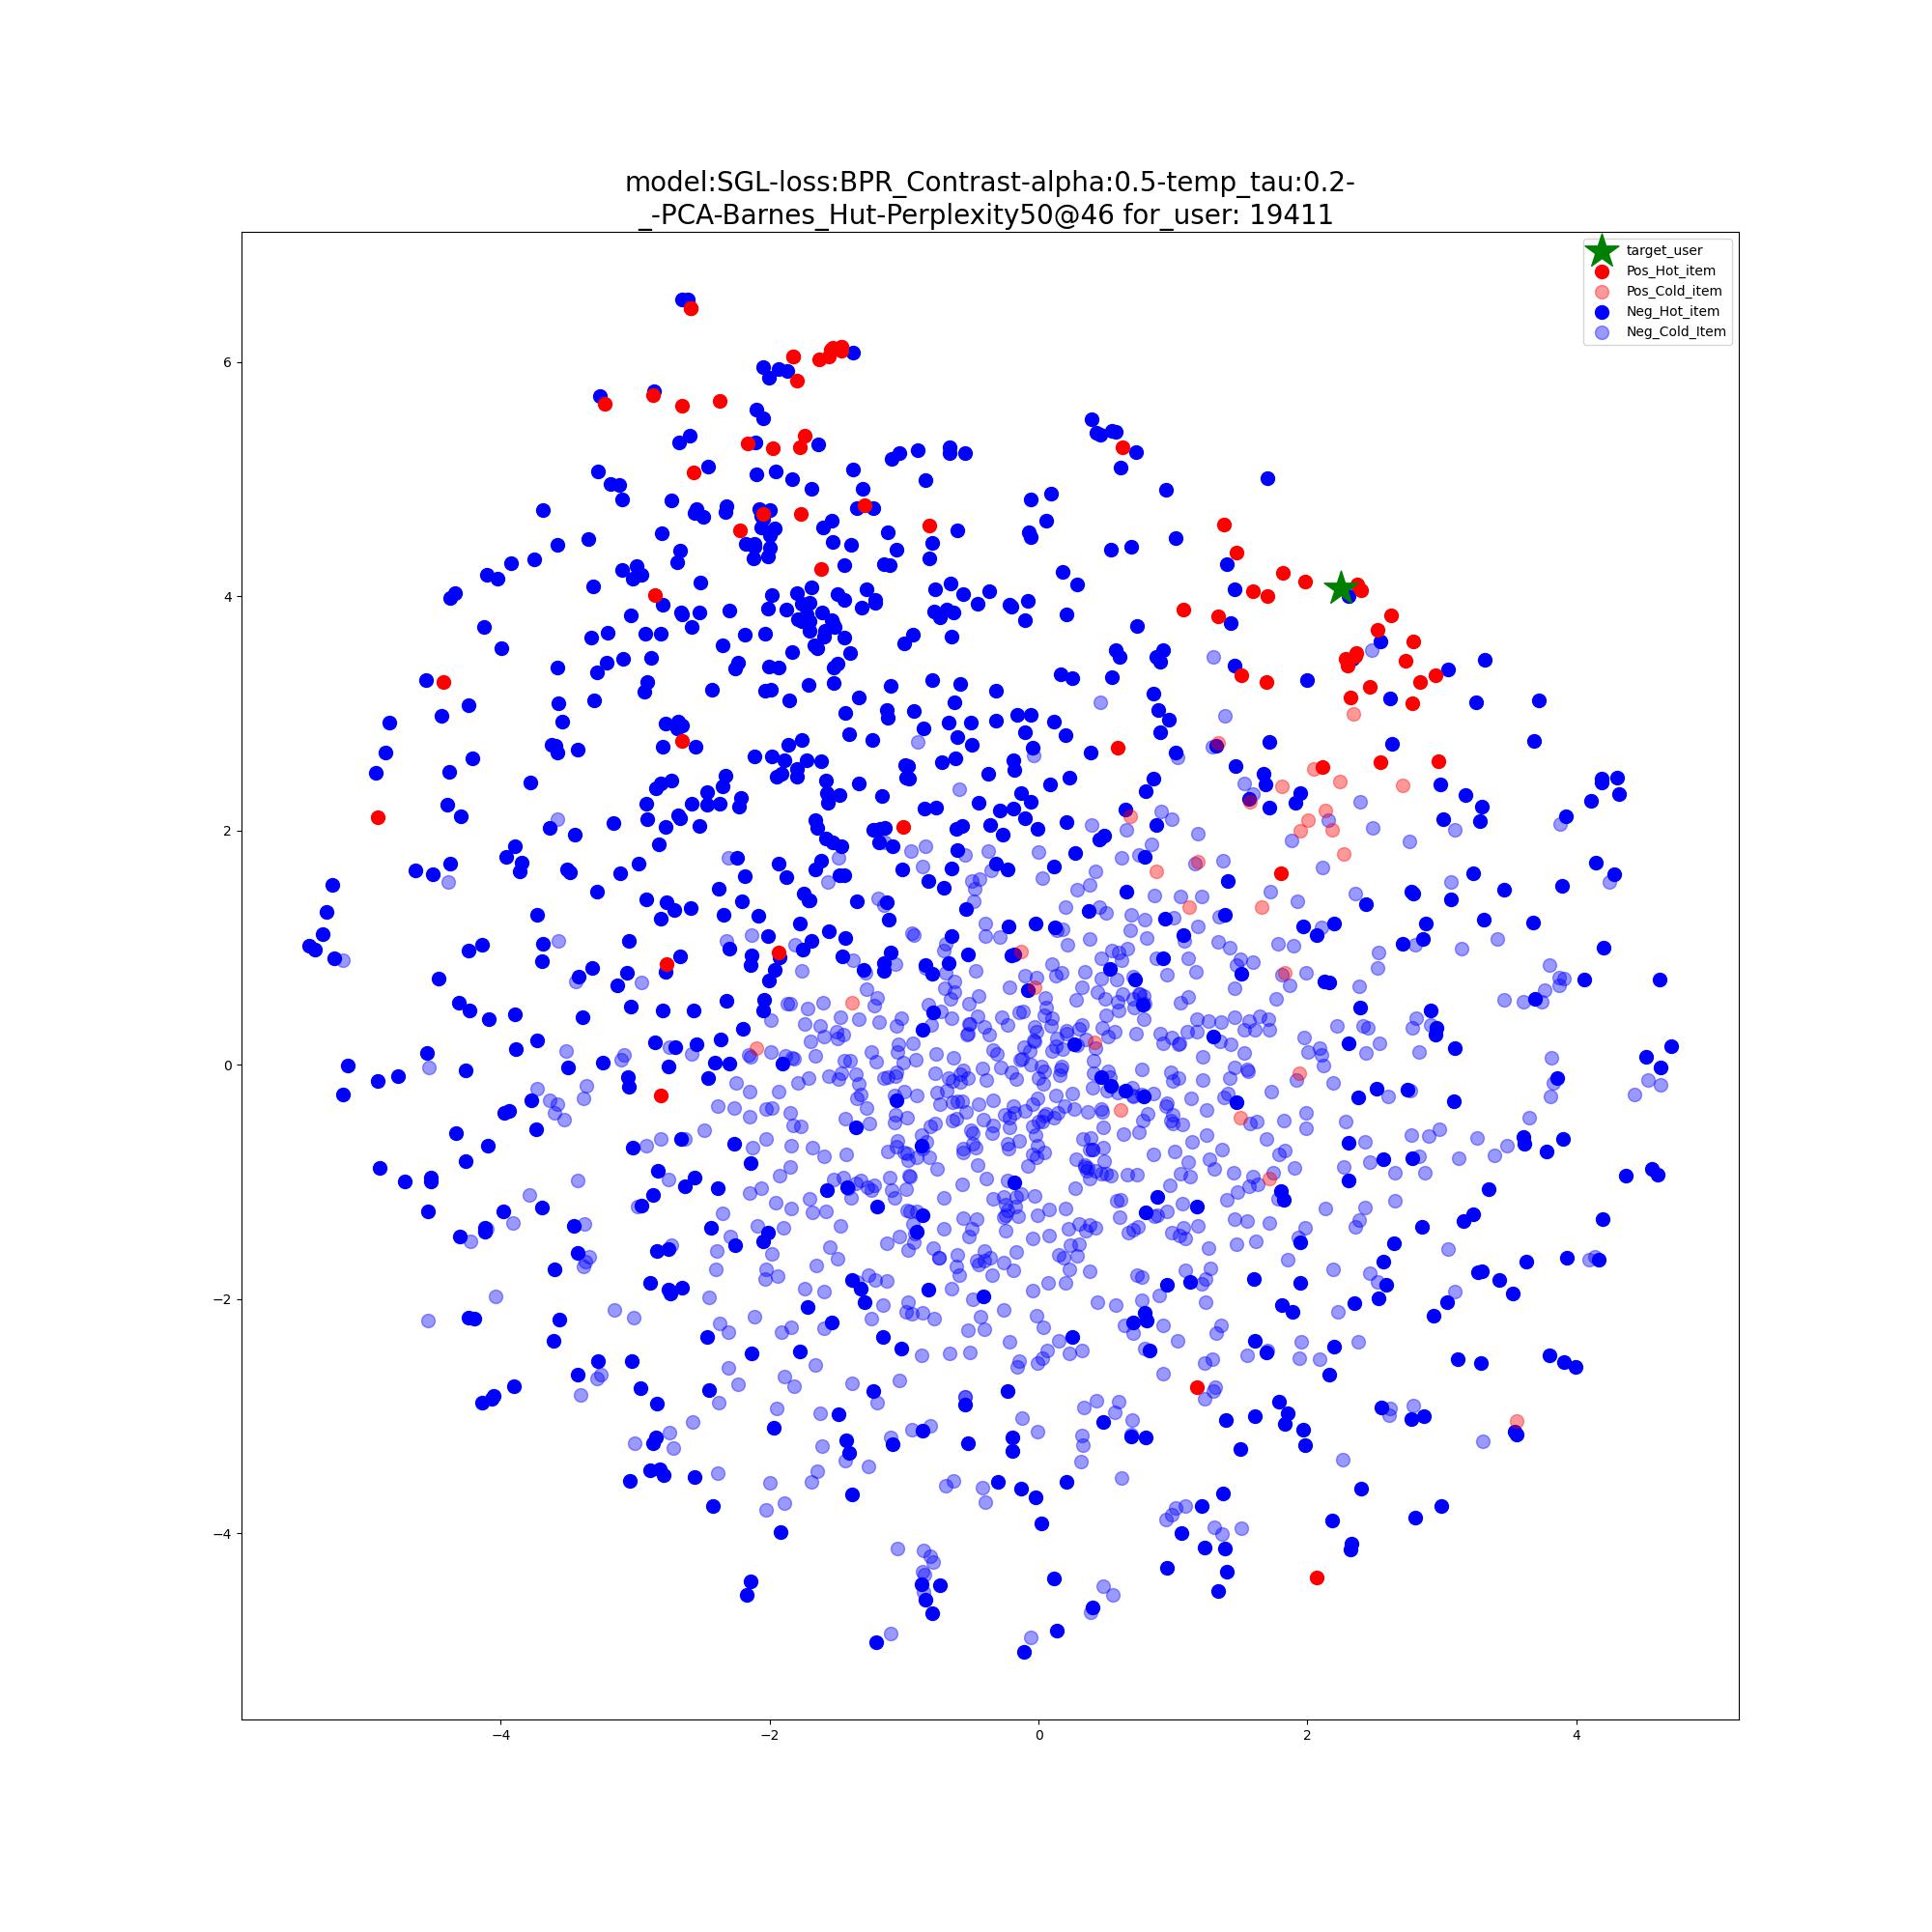 model:SGL-loss:BPR_Contrast-alpha:0.5-temp_tau:0.2-
_-PCA-Barnes_Hut-Perplexity50@46 for_user: 19411
target_user
Pos_Hot_item
Pos_Cold_item
Neg_Hot_item
Neg_Cold_Item
6
4
2
0
−2
−4
−4
−2
0
2
4